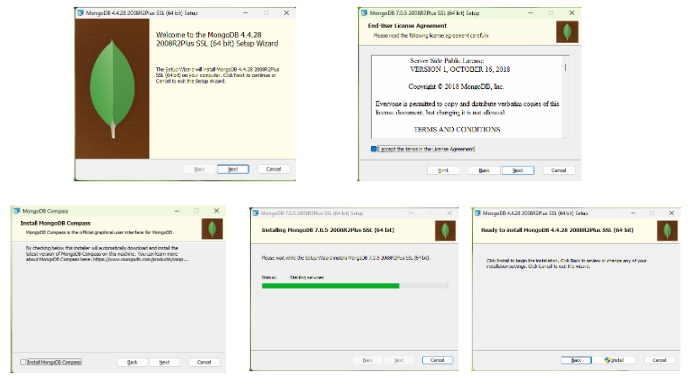 MongoDB 4.4.28 2008R2Plus SSL (64 bit) Setup
Welcome to the MongoDB 4.4.28
2008R2Plus SSL (64 bit) Setup Wizard
The Setup Wizard will install MongoDB 4.4.28 2008R2Plus
SSL (64 bit) on your computer. Click Next to continue or
Cancel to exit the Setup Wizard.
Back Next Cancel
MongoDB 4.4.28 2008R2Plus SSL (64 bit) Setup
End-User License Agreement
Please read the following license agreement carefully
Server Side Public License
VERSION 1, OCTOBER 16, 2018
Copyright © 2018 MongoDB, Inc.
Everyone is permitted to copy and distribute verbatim copies of this
license document, but changing it is not allowed.
TERMS AND CONDITIONS
I accept the terms in the License Agreement
Print Back Next Cancel
MongoDB Compass
Install MongoDB Compass
MongoDB Compass is the official graphical user interface for MongoDB.
By checking below this installer will automatically download and install the
latest version of MongoDB Compass on this machine. You can learn more
about MongoDB Compass here: https://www.mongodb.com/products/comp...
Install MongoDB Compass
Back Next Cancel
MongoDB 7.0.5 2008R2Plus SSL (64 bit) Setup
Installing MongoDB 7.0.5 2008R2Plus SSL (64 bit)
Please wait while the Setup Wizard installs MongoDB 7.0.5 2008R2Plus SSL (64 bit).
Status: Starting services
Back Next Cancel
MongoDB 4.4.28 2008R2Plus SSL (64 bit) Setup
Ready to install MongoDB 4.4.28 2008R2Plus SSL (64 bit)
Click Install to begin the installation. Click Back to review or change any of your
installation settings. Click Cancel to exit the wizard.
Back Install Cancel